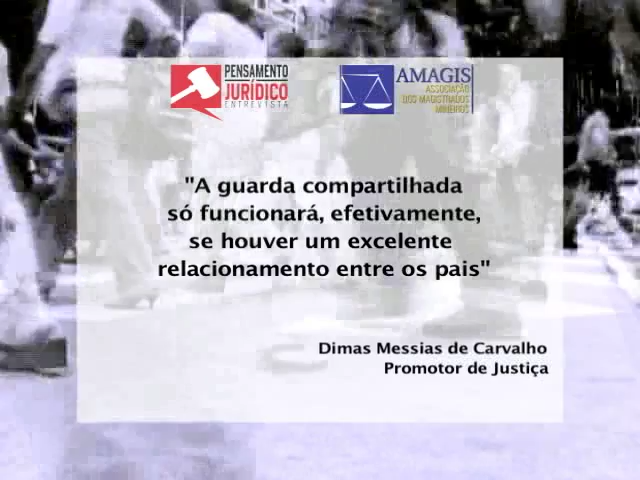 PENSAMENTO
JURÍDICO
ENTREVISTA
AMAGIS
ASSOCIAÇÃO
DOS MAGISTRADOS
MINEIROS
"A guarda compartilhada
só funcionará, efetivamente,
se houver um excelente
relacionamento entre os pais"
Dimas Messias de Carvalho
Promotor de Justiça